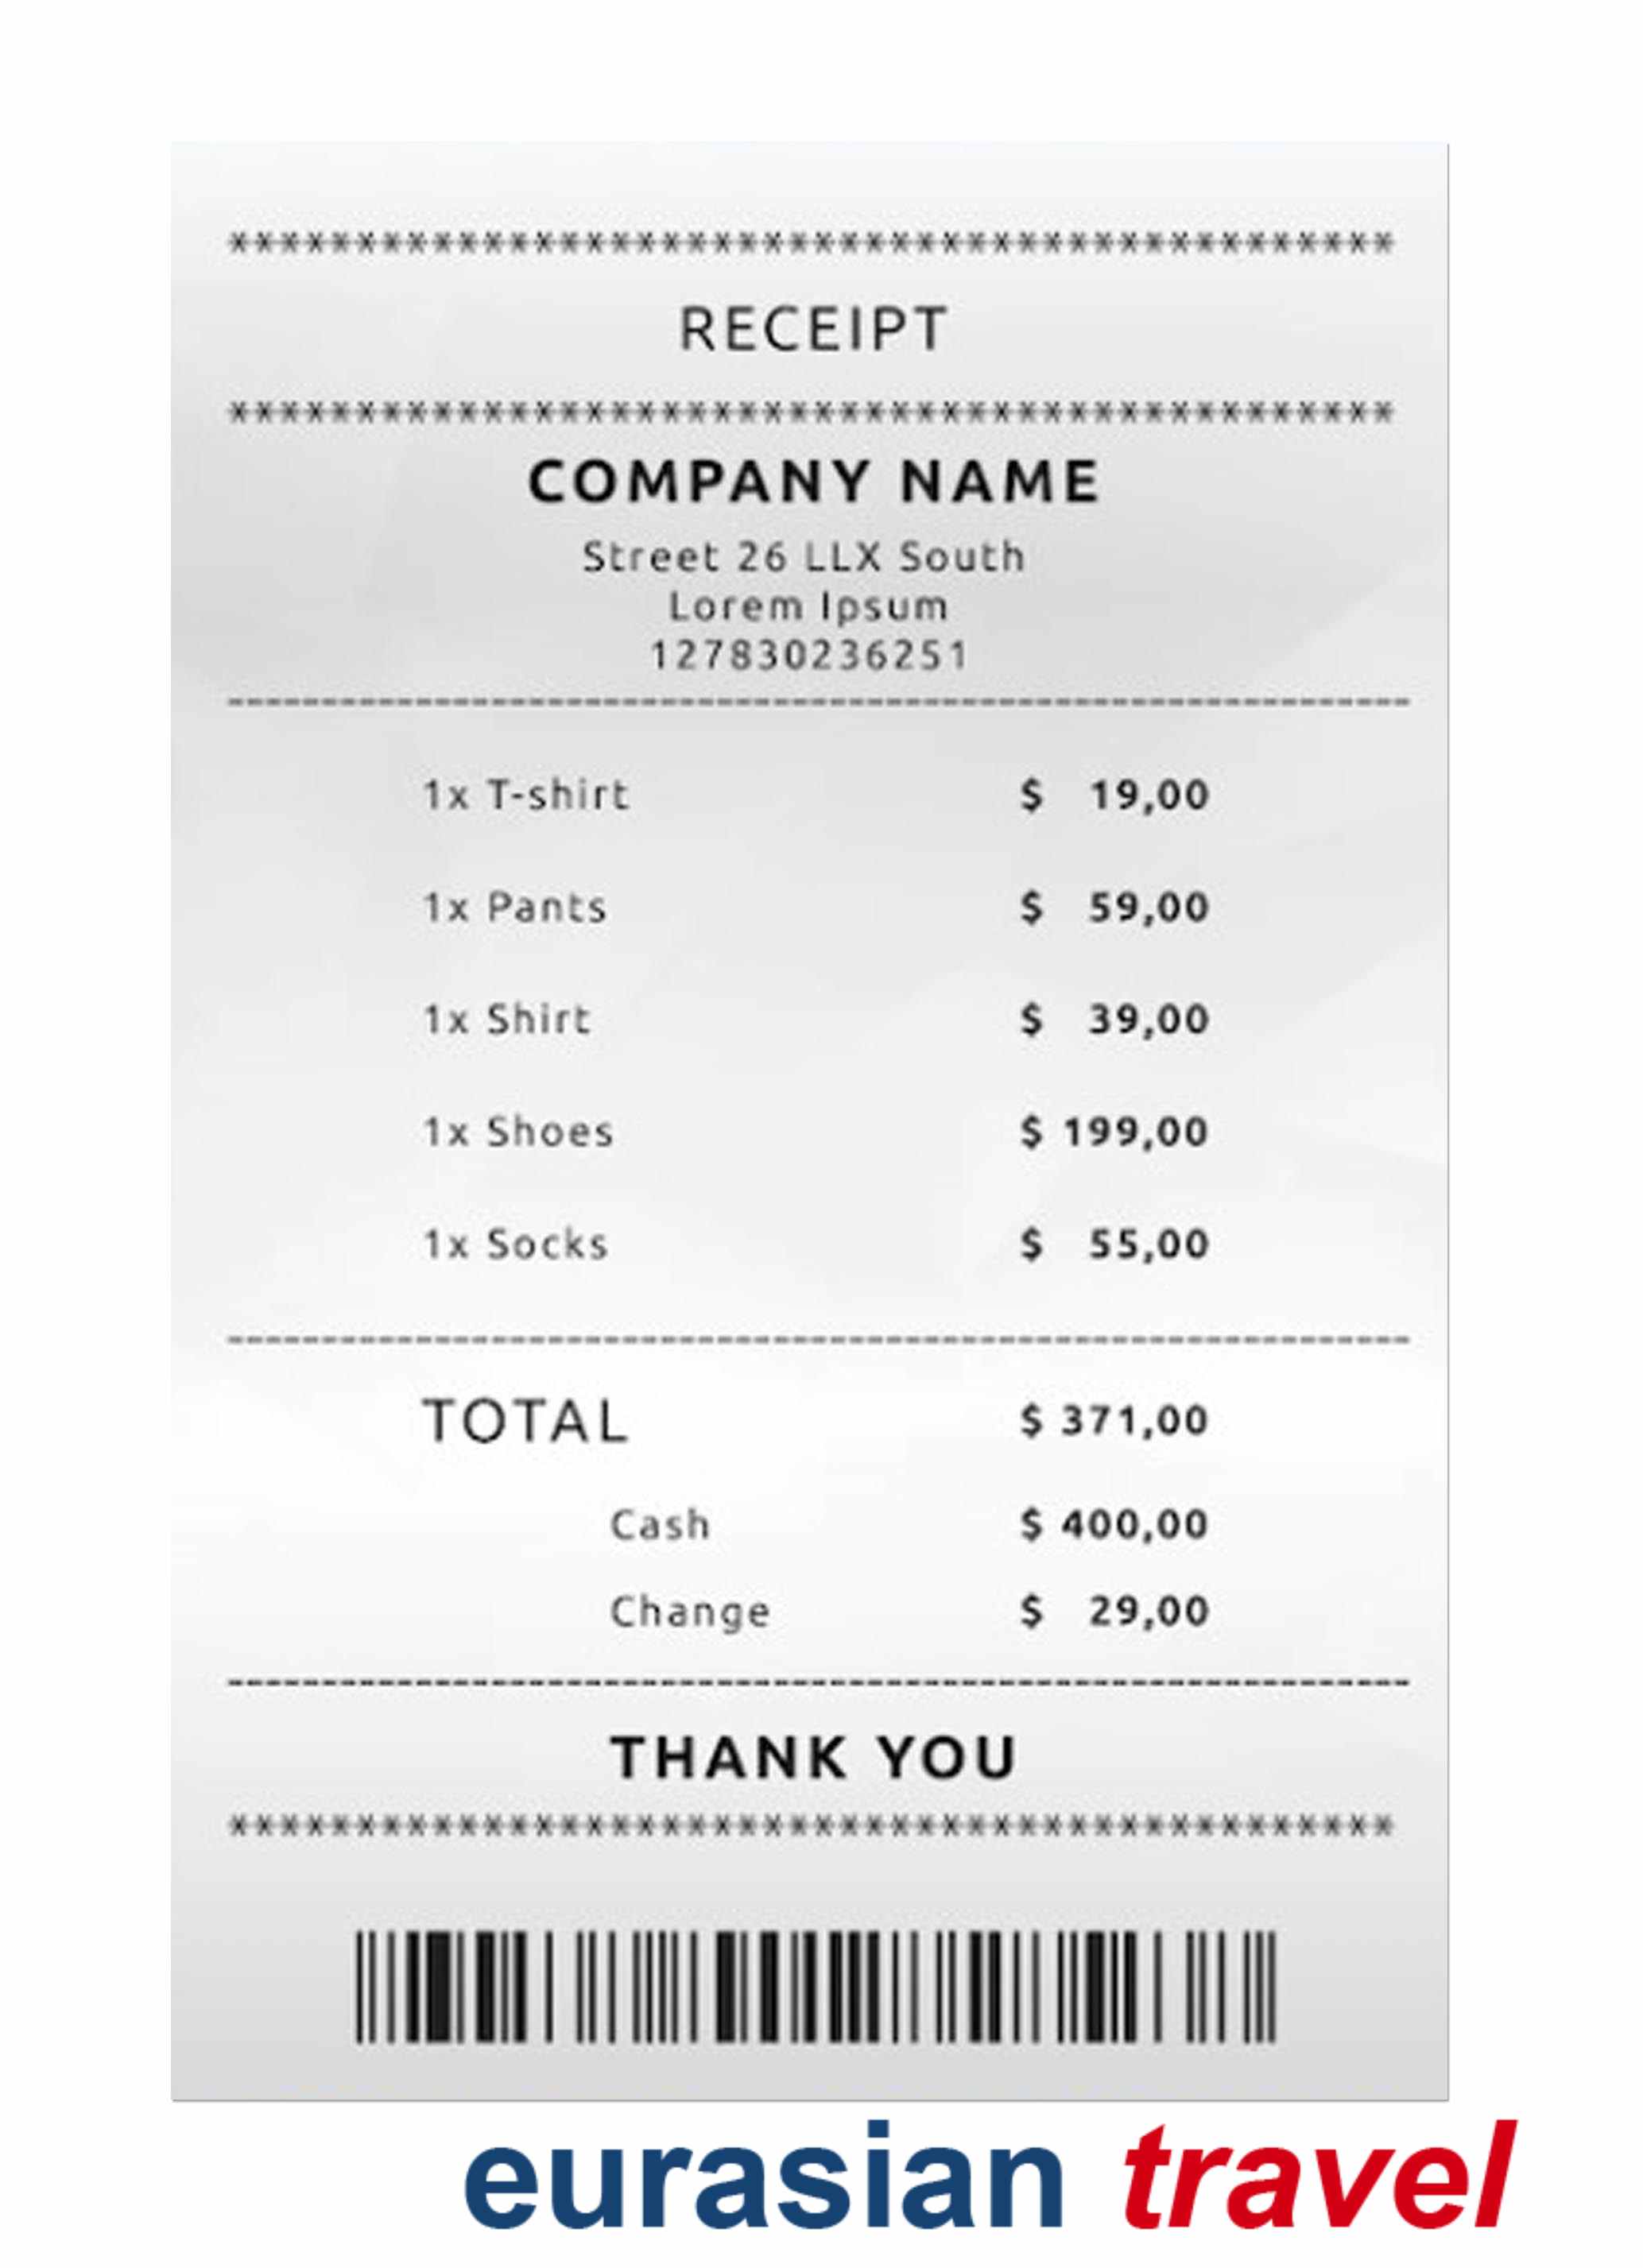 RECEIPT
COMPANY NAME
Street 26 LLX South
Lorem Ipsum
127830236251
1x T-shirt $ 19,00
1x Pants $ 59,00
1x Shirt $ 39,00
1x Shoes $ 199,00
1x Socks $ 55,00
TOTAL $ 371,00
Cash $ 400,00
Change $ 29,00
THANK YOU
eurasian travel